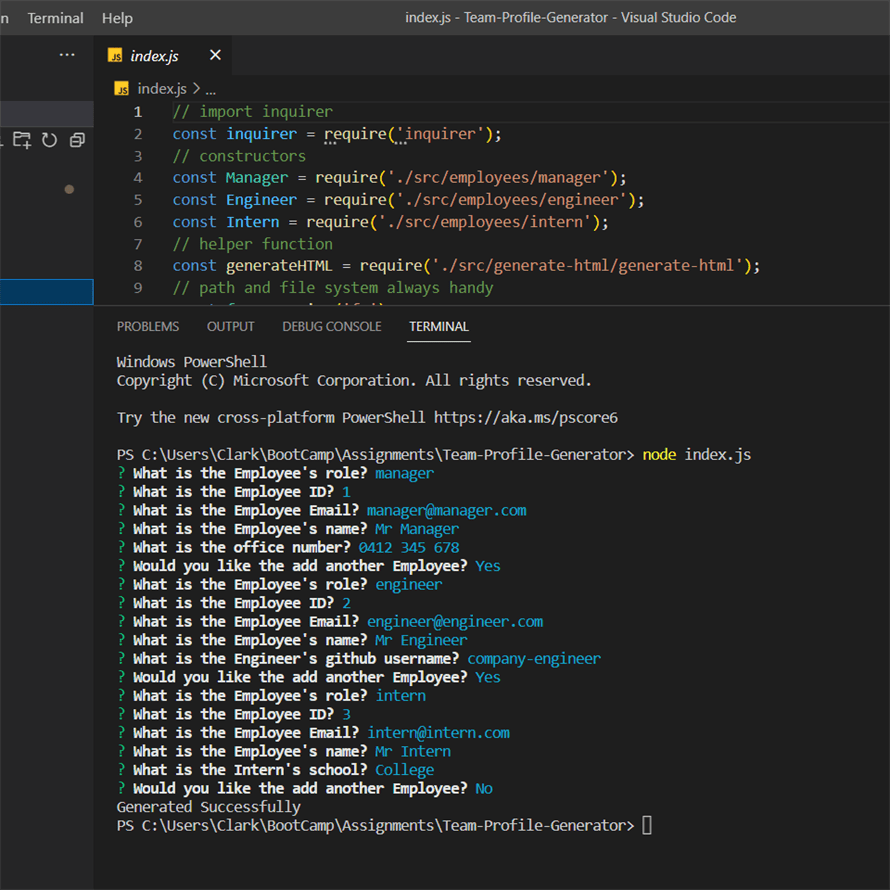 n Terminal Help index.js - Team-Profile-Generator - Visual Studio Code
... JS index.js ×
JS index.js > ...
1 // import inquirer
2 const inquirer = require('inquirer');
3 // constructors
4 const Manager = require('./src/employees/manager');
5 const Engineer = require('./src/employees/engineer');
6 const Intern = require('./src/employees/intern');
7 // helper function
8 const generateHTML = require('./src/generate-html/generate-html');
9 // path and file system always handy
PROBLEMS OUTPUT DEBUG CONSOLE TERMINAL
Windows PowerShell
Copyright (C) Microsoft Corporation. All rights reserved.
Try the new cross-platform PowerShell https://aka.ms/pscore6
PS C:\Users\Clark\BootCamp\Assignments\Team-Profile-Generator> node index.js
? What is the Employee's role? manager
? What is the Employee ID? 1
? What is the Employee Email? manager@manager.com
? What is the Employee's name? Mr Manager
? What is the office number? 0412 345 678
? Would you like the add another Employee? Yes
? What is the Employee's role? engineer
? What is the Employee ID? 2
? What is the Employee Email? engineer@engineer.com
? What is the Employee's name? Mr Engineer
? What is the Engineer's github username? company-engineer
? Would you like the add another Employee? Yes
? What is the Employee's role? intern
? What is the Employee ID? 3
? What is the Employee Email? intern@intern.com
? What is the Employee's name? Mr Intern
? What is the Intern's school? College
? Would you like the add another Employee? No
Generated Successfully
PS C:\Users\Clark\BootCamp\Assignments\Team-Profile-Generator>